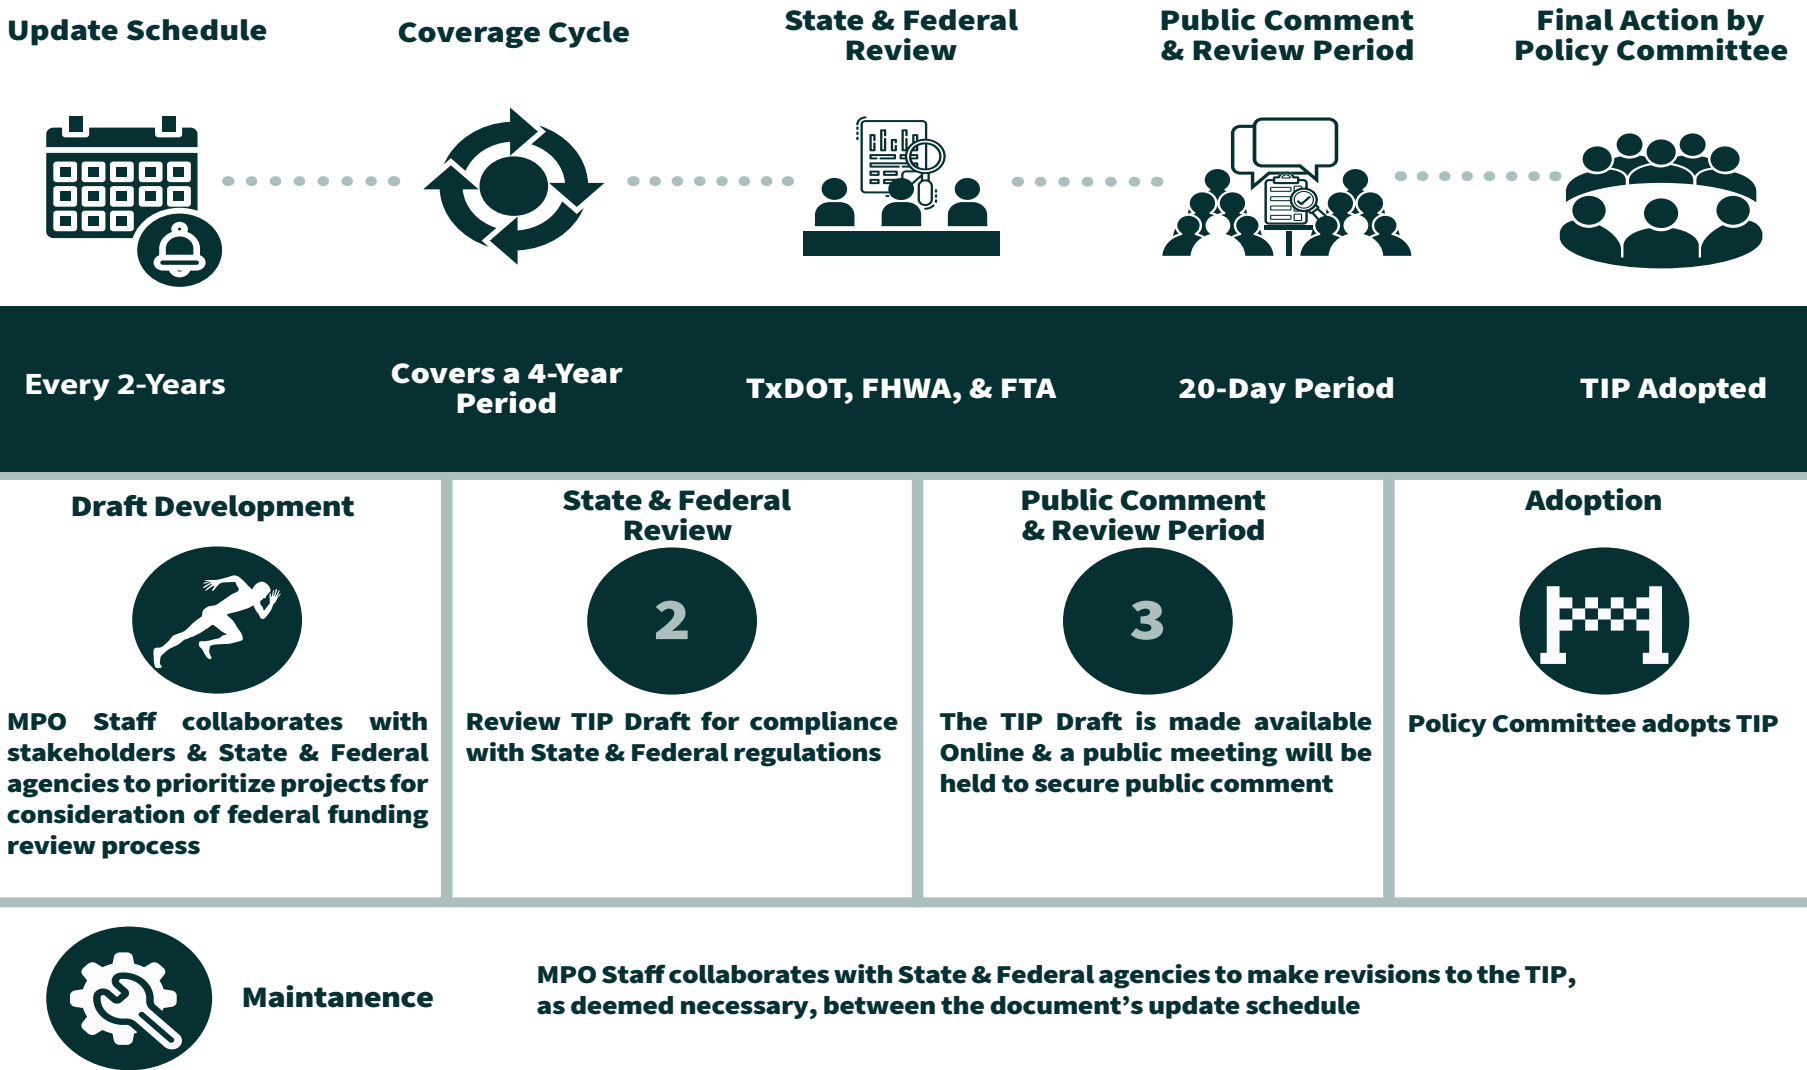 Update Schedule
Coverage Cycle
State & Federal
Review
Public Comment
& Review Period
Final Action by
Policy Committee
Every 2-Years
Covers a 4-Year
Period
TxDOT, FHWA, & FTA
20-Day Period
TIP Adopted
Draft Development
MPO Staff collaborates with
stakeholders & State & Federal
agencies to prioritize projects for
consideration of federal funding
review process
State & Federal
Review
2
Review TIP Draft for compliance
with State & Federal regulations
Public Comment
& Review Period
3
The TIP Draft is made available
Online & a public meeting will be
held to secure public comment
Adoption
Policy Committee adopts TIP
Maintanence
MPO Staff collaborates with State & Federal agencies to make revisions to the TIP,
as deemed necessary, between the document’s update schedule